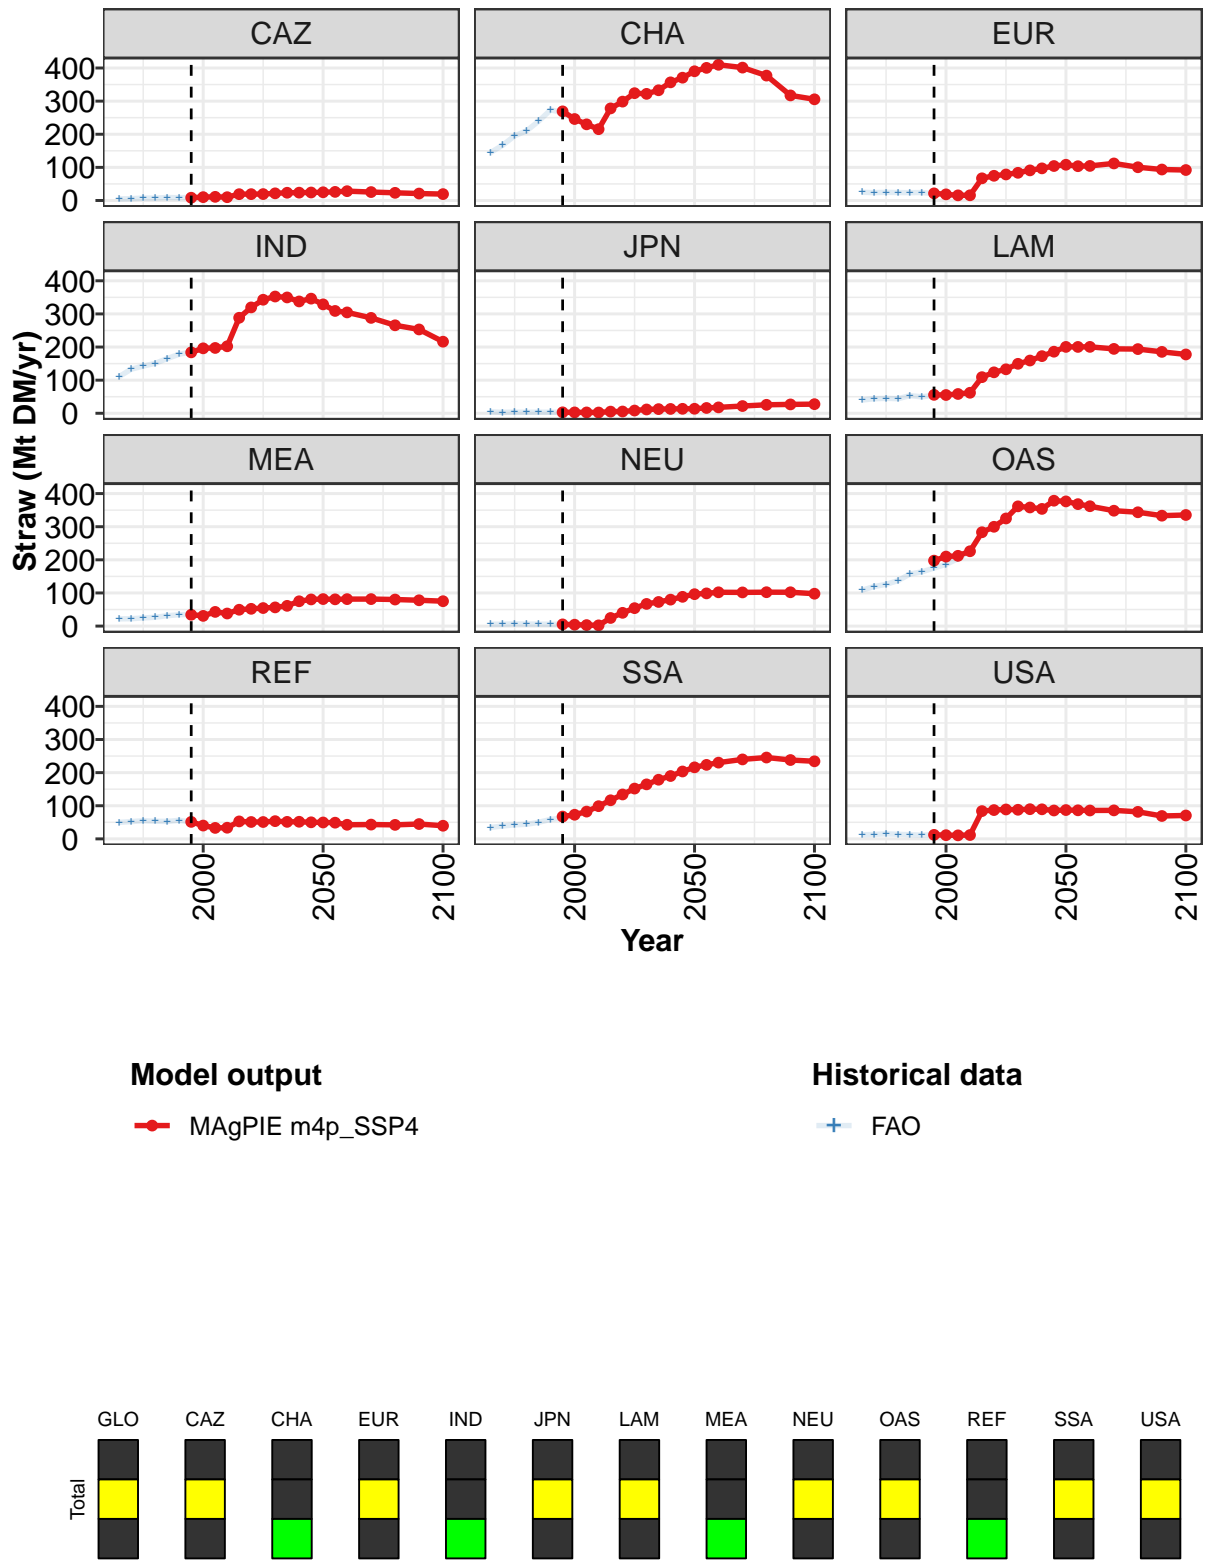 CAZ CHA EUR
400
300
200
100
0
IND JPN LAM
400
300
200
100
0
MEA NEU OAS
400
300
200
100
0
REF SSA USA
400
300
200
100
0
Straw (Mt DM/yr)
2000 2050 2100 2000 2050 2100 2000 2050 2100
Year
Model output Historical data
MAgPIE m4p_SSP4 FAO
GLO CAZ CHA EUR IND JPN LAM MEA NEU OAS REF SSA USA
Total